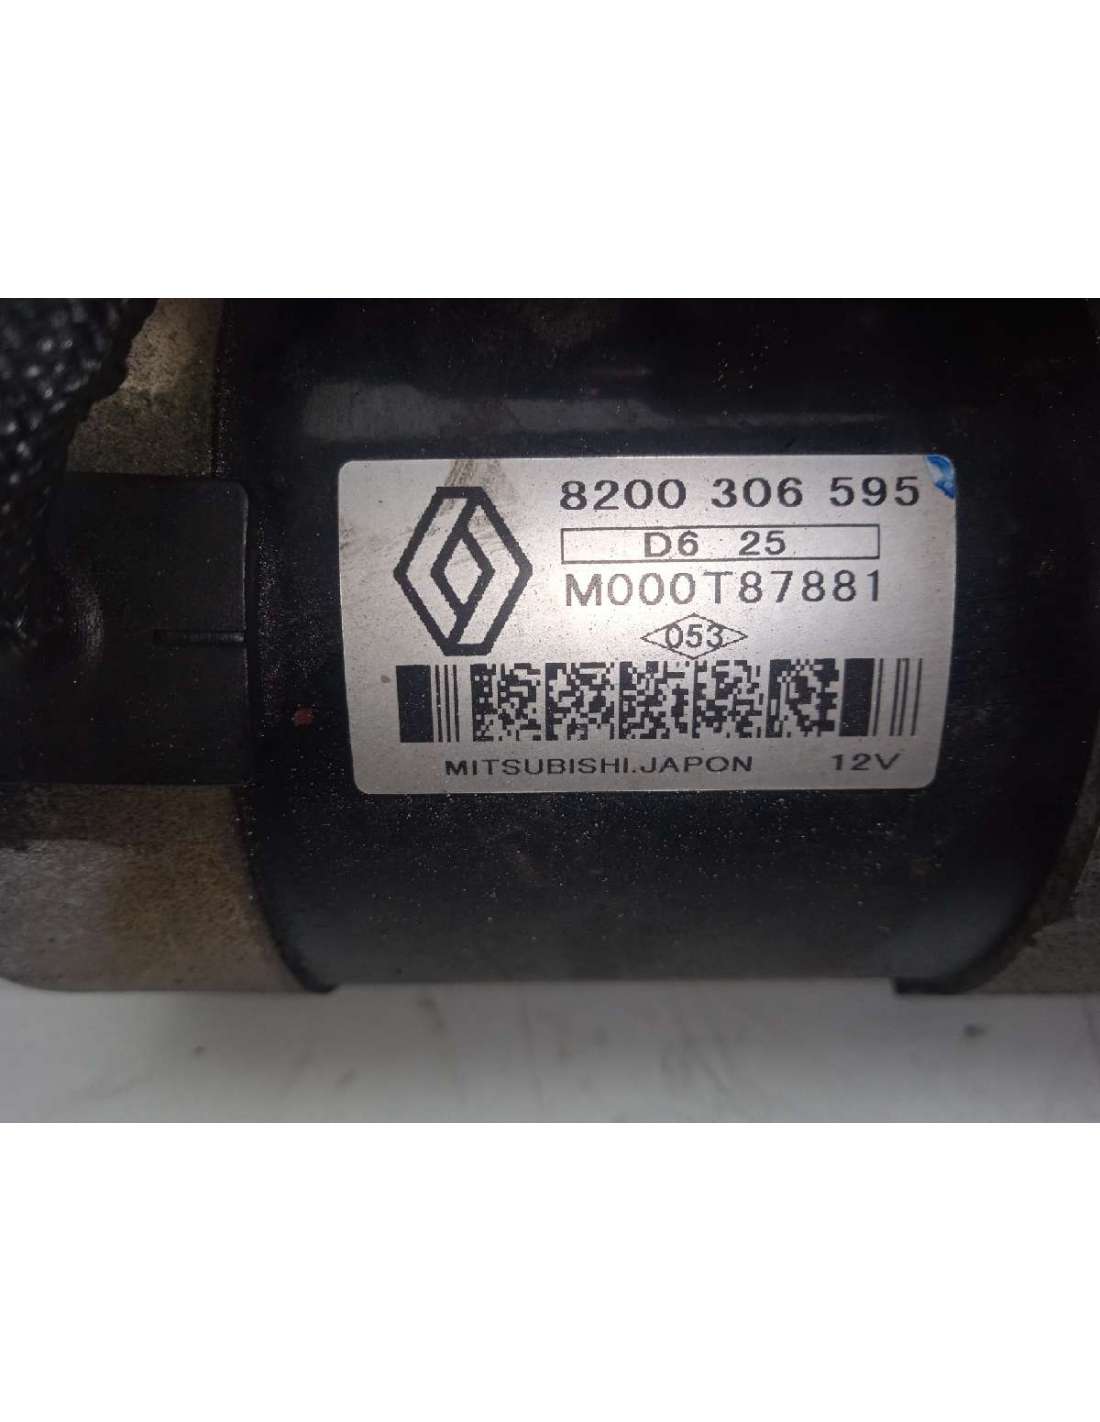 8200 306 595
D6 25
M000T87881
053
MITSUBISHI.JAPON 12V